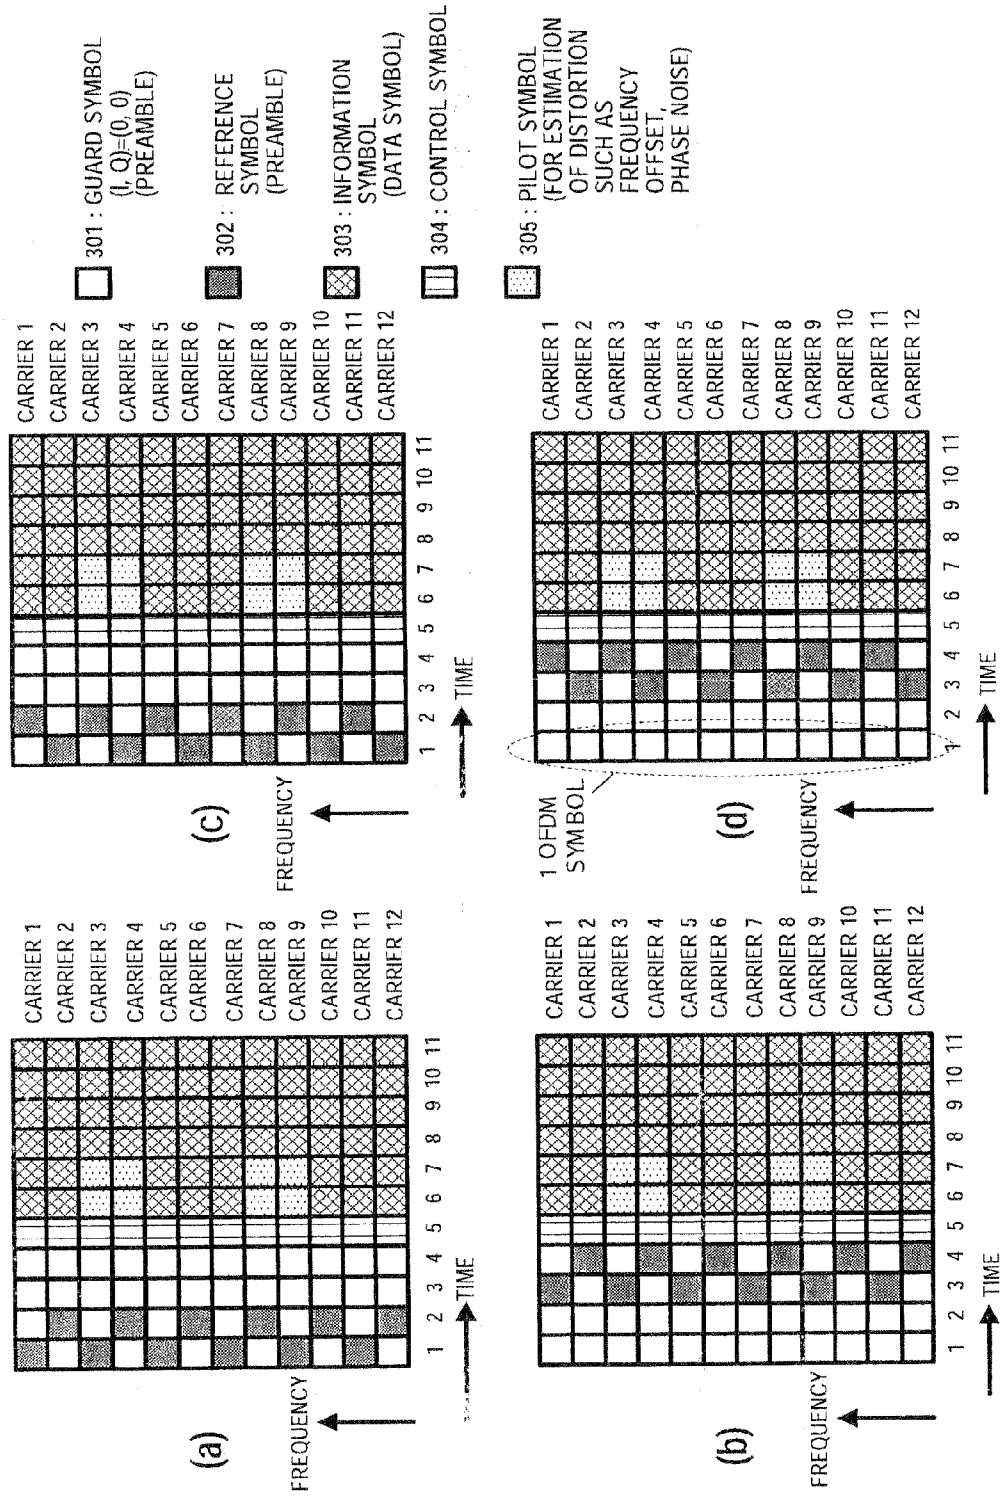 (a)
FREQUENCY
CARRIER 1
CARRIER 2
CARRIER 3
CARRIER 4
CARRIER 5
CARRIER 6
CARRIER 7
CARRIER 8
CARRIER 9
CARRIER 10
CARRIER 11
CARRIER 12
1 2 3 4 5 6 7 8 9 10 11
TIME
(c)
FREQUENCY
CARRIER 1
CARRIER 2
CARRIER 3
CARRIER 4
CARRIER 5
CARRIER 6
CARRIER 7
CARRIER 8
CARRIER 9
CARRIER 10
CARRIER 11
CARRIER 12
1 2 3 4 5 6 7 8 9 10 11
TIME
301 : GUARD SYMBOL
(I, Q)=(0, 0)
(PREAMBLE)
302 : REFERENCE
SYMBOL
(PREAMBLE)
303 : INFORMATION
SYMBOL
(DATA SYMBOL)
304 : CONTROL SYMBOL
305 : PILOT SYMBOL
(FOR ESTIMATION
OF DISTORTION
SUCH AS
FREQUENCY
OFFSET,
PHASE NOISE)
(b)
FREQUENCY
CARRIER 1
CARRIER 2
CARRIER 3
CARRIER 4
CARRIER 5
CARRIER 6
CARRIER 7
CARRIER 8
CARRIER 9
CARRIER 10
CARRIER 11
CARRIER 12
1 2 3 4 5 6 7 8 9 10 11
TIME
1 OFDM
SYMBOL
(d)
FREQUENCY
CARRIER 1
CARRIER 2
CARRIER 3
CARRIER 4
CARRIER 5
CARRIER 6
CARRIER 7
CARRIER 8
CARRIER 9
CARRIER 10
CARRIER 11
CARRIER 12
1 2 3 4 5 6 7 8 9 10 11
TIME